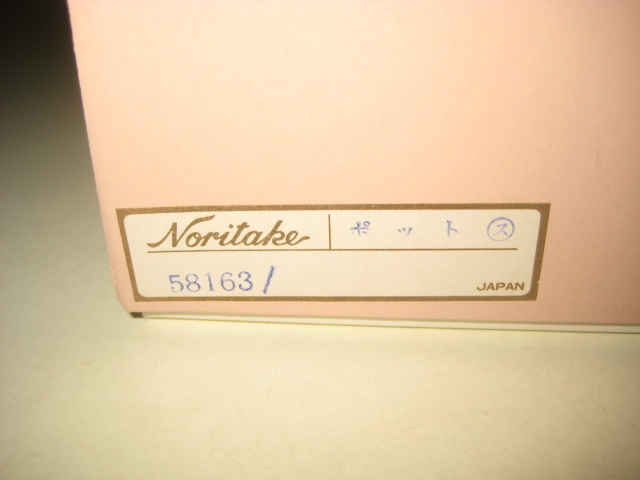 Noritake ポット ㋜
58163/ JAPAN